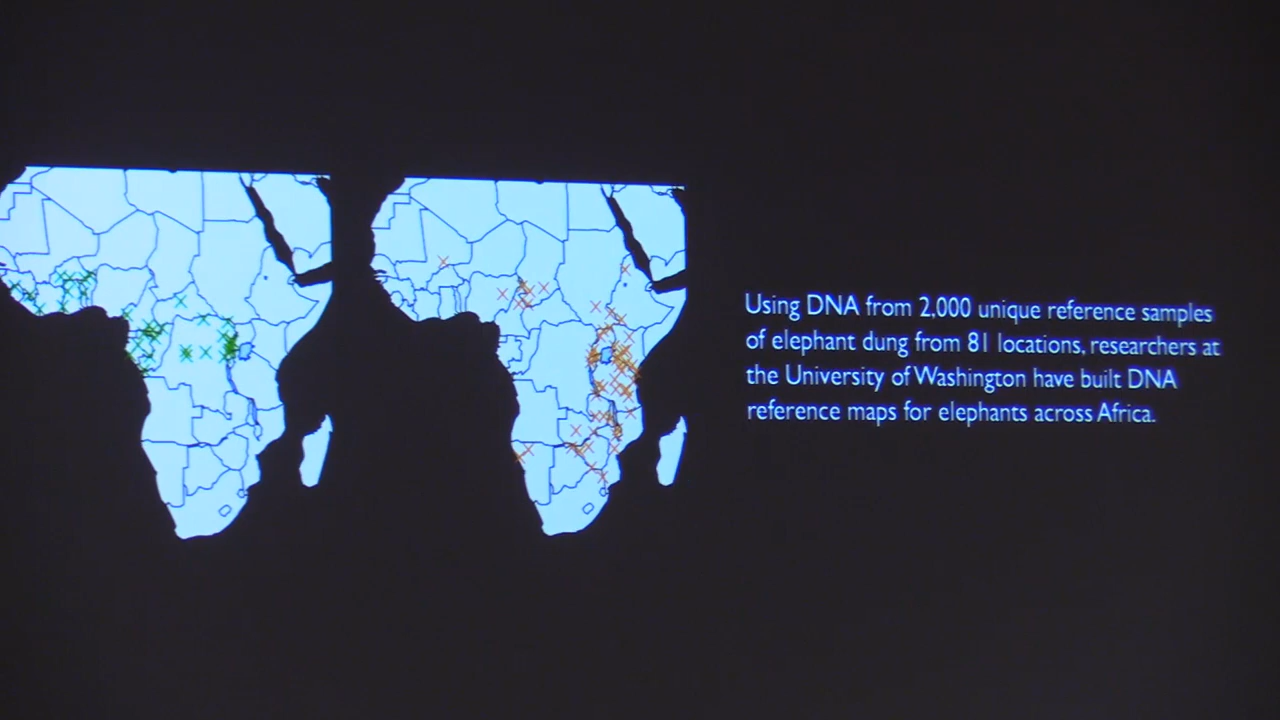 Using DNA from 2,000 unique reference samples
of elephant dung from 81 locations, researchers at
the University of Washington have built DNA
reference maps for elephants across Africa.